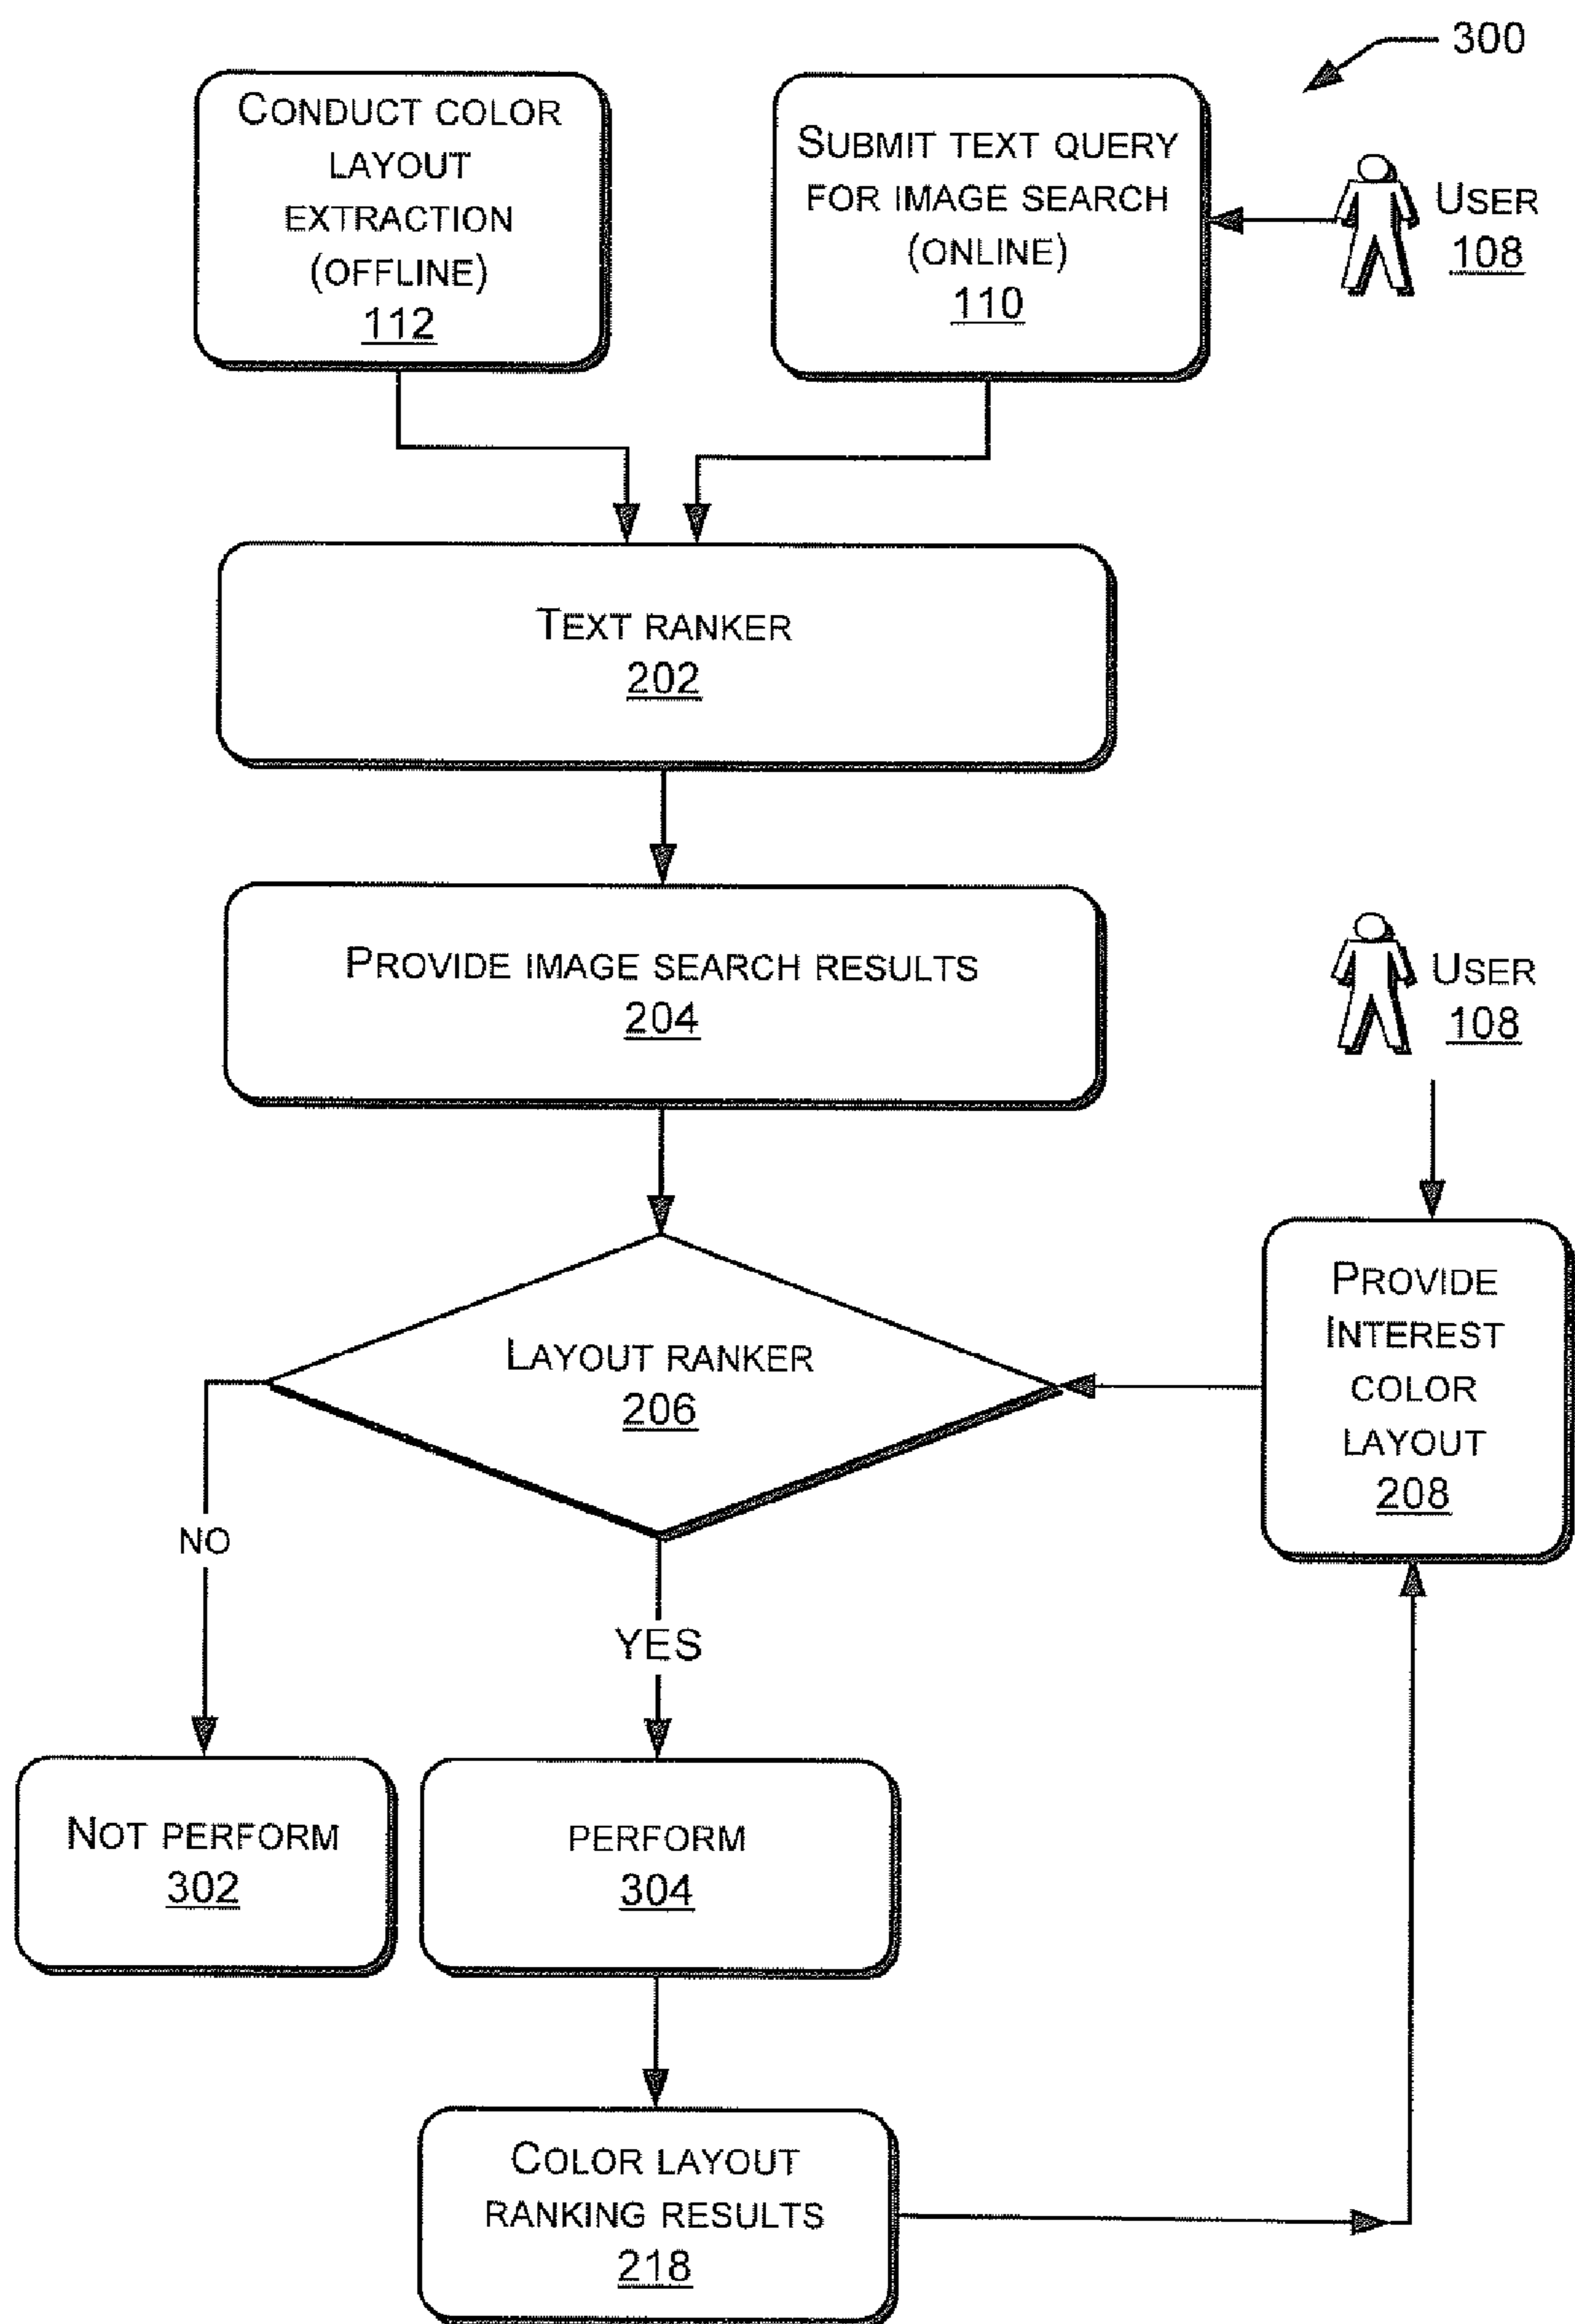 300
CONDUCT COLOR
LAYOUT
EXTRACTION
(OFFLINE)
112
SUBMIT TEXT QUERY
FOR IMAGE SEARCH
(ONLINE)
110
USER
108
TEXT RANKER
202
PROVIDE IMAGE SEARCH RESULTS
204
USER
108
LAYOUT RANKER
206
PROVIDE
INTEREST
COLOR
LAYOUT
208
NO
YES
NOT PERFORM
302
PERFORM
304
COLOR LAYOUT
RANKING RESULTS
218